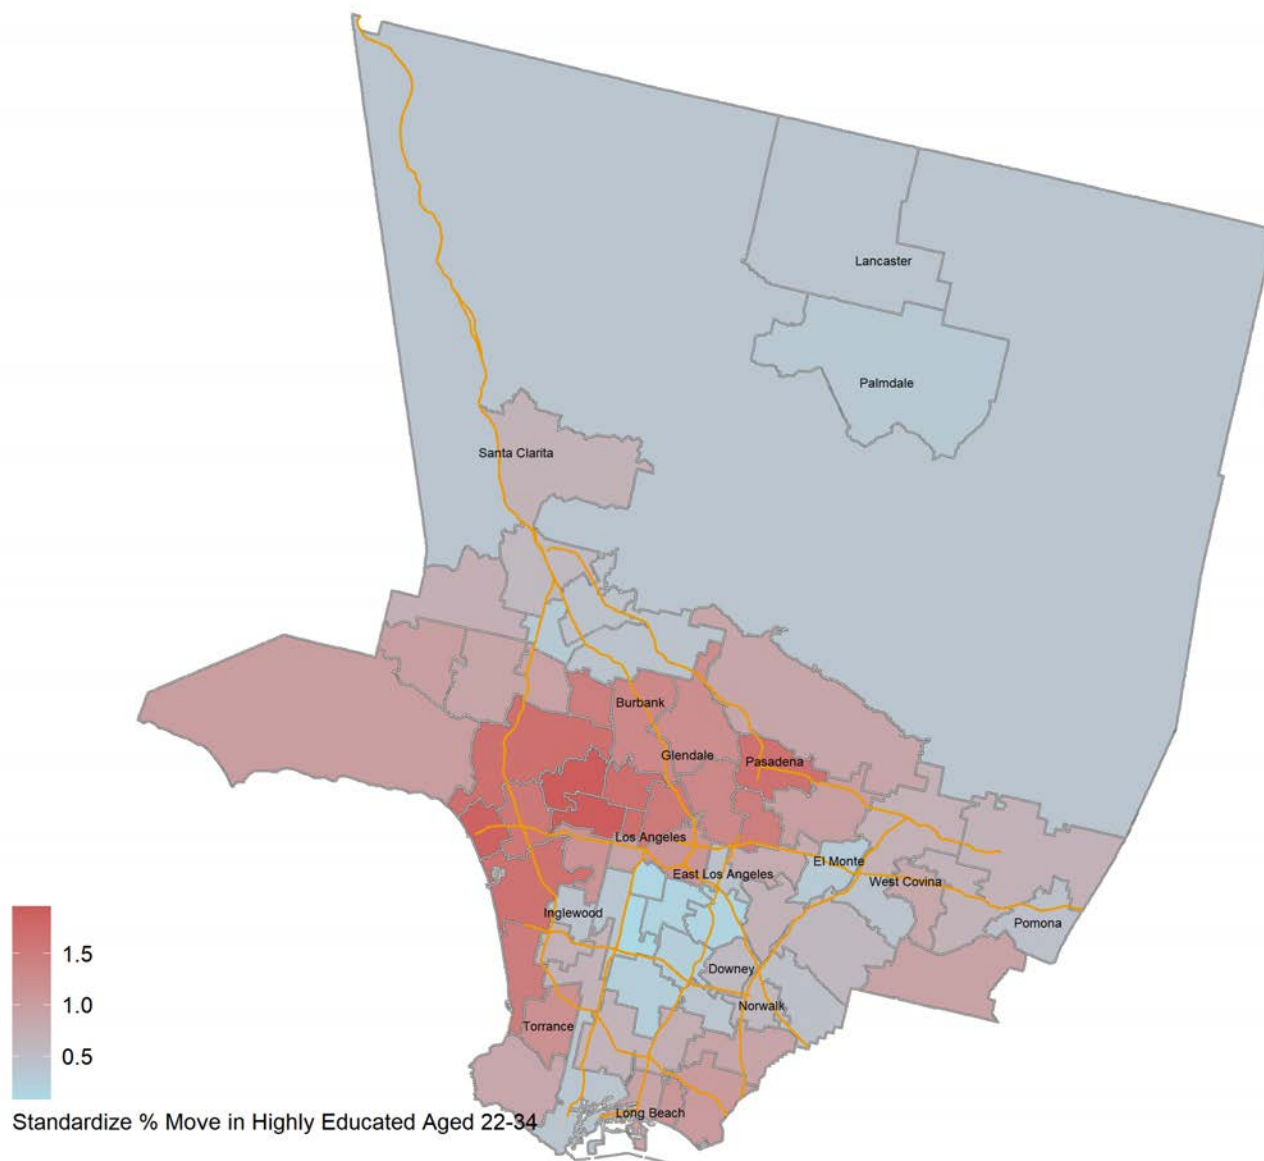 Lancaster
Palmdale
Santa Clarita
Burbank
Glendale
Pasadena
Los Angeles
El Monte
East Los Angeles
West Covina
Inglewood
Pomona
Downey
Norwalk
Torrance
Long Beach
1.5
1.0
0.5
Standardize % Move in Highly Educated Aged 22-34